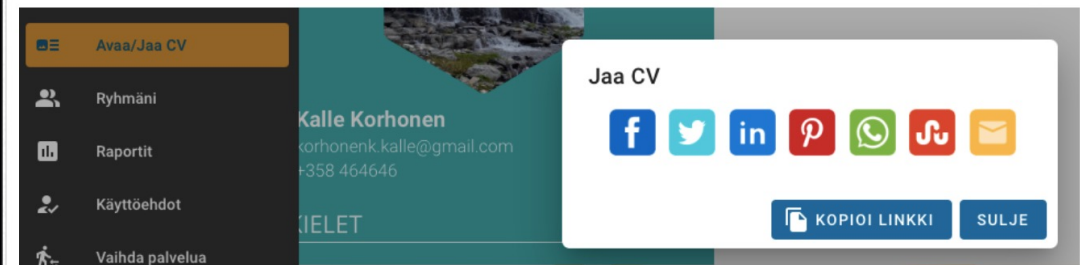 Avaa/Jaa CV
Ryhmäni
Raportit
Käyttöehdot
Vaihda palvelua
Kalle Korhonen
korhonenk.kalle@gmail.com
+358 464646
KIELET
Jaa CV
KOPIOI LINKKI
SULJE